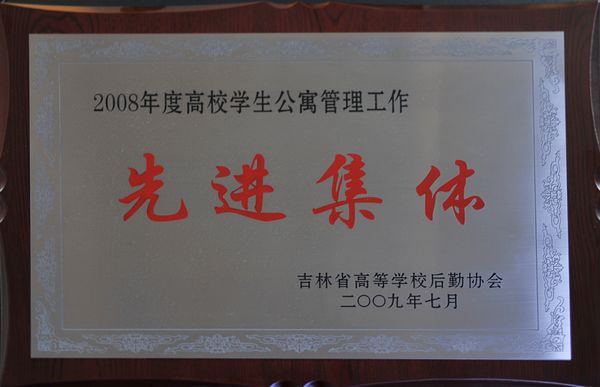 2008年度高校学生公寓管理工作
先进集体
吉林省高等学校后勤协会
二〇〇九年七月